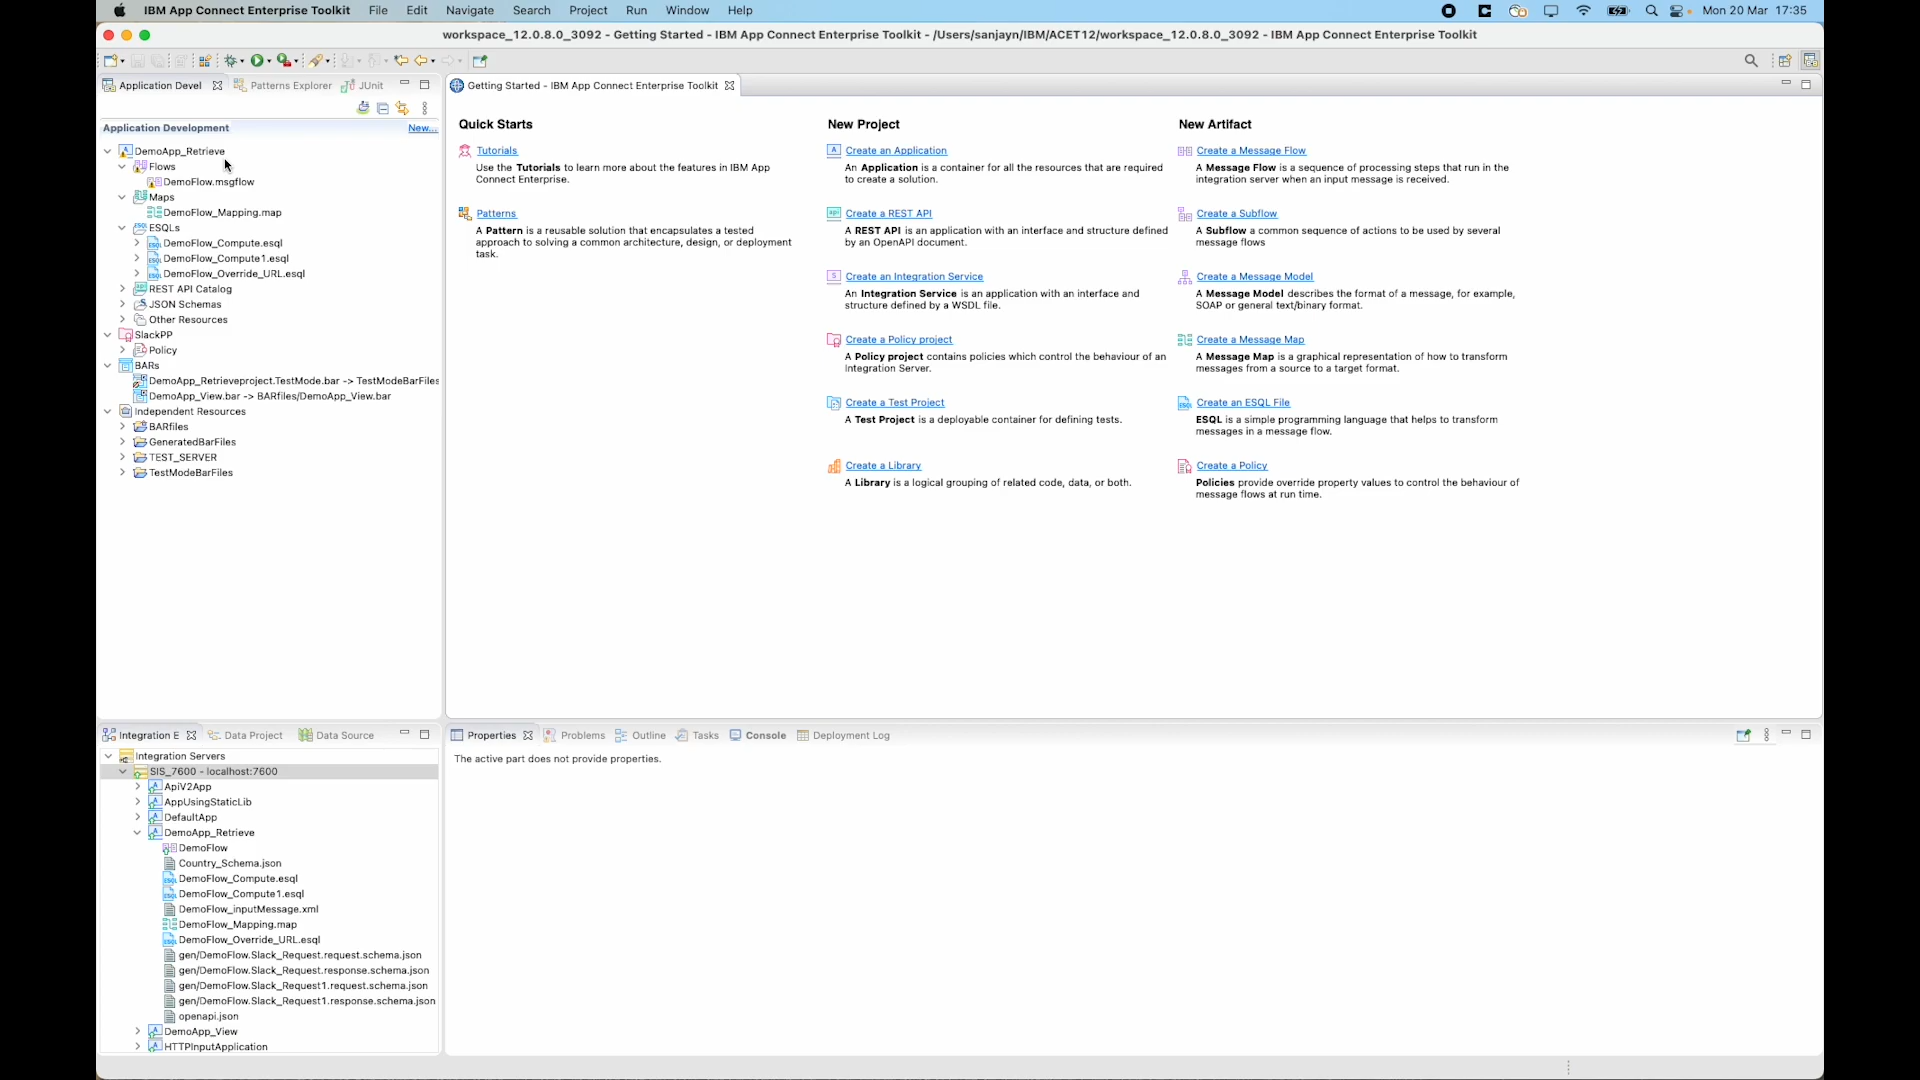 IBM App Connect Enterprise Toolkit File Edit Navigate Search Project Run Window Help Mon 20 Mar 17:35
workspace_12.0.8.0_3092 - Getting Started - IBM App Connect Enterprise Toolkit - /Users/sanjayn/IBM/ACET12/workspace_12.0.8.0_3092 - IBM App Connect Enterprise Toolkit
Application Devel Patterns Explorer JUnit
Application Development New...
DemoApp_Retrieve
Flows
DemoFlow.msgflow
Maps
DemoFlow_Mapping.map
ESQLs
DemoFlow_Compute.esql
DemoFlow_Compute1.esql
DemoFlow_Override_URL.esql
REST API Catalog
JSON Schemas
Other Resources
SlackPP
Policy
BARs
DemoApp_Retrieveproject.TestMode.bar -> TestModeBarFiles
DemoApp_View.bar -> BARfiles/DemoApp_View.bar
Independent Resources
BARfiles
GeneratedBarFiles
TEST_SERVER
TestModeBarFiles
Getting Started - IBM App Connect Enterprise Toolkit
Quick Starts
Tutorials
Use the Tutorials to learn more about the features in IBM App
Connect Enterprise.
Patterns
A Pattern is a reusable solution that encapsulates a tested
approach to solving a common architecture, design, or deployment
task.
New Project
Create an Application
An Application is a container for all the resources that are required
to create a solution.
Create a REST API
A REST API is an application with an interface and structure defined
by an OpenAPI document.
Create an Integration Service
An Integration Service is an application with an interface and
structure defined by a WSDL file.
Create a Policy project
A Policy project contains policies which control the behaviour of an
Integration Server.
Create a Test Project
A Test Project is a deployable container for defining tests.
Create a Library
A Library is a logical grouping of related code, data, or both.
New Artifact
Create a Message Flow
A Message Flow is a sequence of processing steps that run in the
integration server when an input message is received.
Create a Subflow
A Subflow a common sequence of actions to be used by several
message flows
Create a Message Model
A Message Model describes the format of a message, for example,
SOAP or general text/binary format.
Create a Message Map
A Message Map is a graphical representation of how to transform
messages from a source to a target format.
Create an ESQL File
ESQL is a simple programming language that helps to transform
messages in a message flow.
Create a Policy
Policies provide override property values to control the behaviour of
message flows at run time.
Integration E Data Project Data Source
Integration Servers
SIS_7600 - localhost:7600
ApiV2App
AppUsingStaticLib
DefaultApp
DemoApp_Retrieve
DemoFlow
Country_Schema.json
DemoFlow_Compute.esql
DemoFlow_Compute1.esql
DemoFlow_inputMessage.xml
DemoFlow_Mapping.map
DemoFlow_Override_URL.esql
gen/DemoFlow.Slack_Request.request.schema.json
gen/DemoFlow.Slack_Request.response.schema.json
gen/DemoFlow.Slack_Request1.request.schema.json
gen/DemoFlow.Slack_Request1.response.schema.json
openapi.json
DemoApp_View
HTTPInputApplication
Properties Problems Outline Tasks Console Deployment Log
The active part does not provide properties.